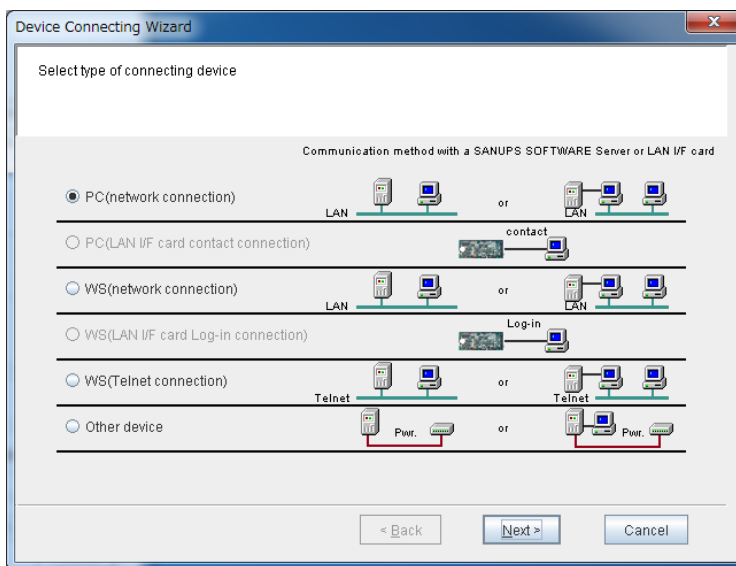 Device Connecting Wizard
Select type of connecting device
Communication method with a SANUPS SOFTWARE Server or LAN I/F card
PC(network connection)
LAN
or
LAN
PC(LAN I/F card contact connection)
contact
WS(network connection)
LAN
or
LAN
WS(LAN I/F card Log-in connection)
Log-in
WS(Telnet connection)
Telnet
or
Telnet
Other device
Pwr.
or
Pwr.
< Back
Next >
Cancel